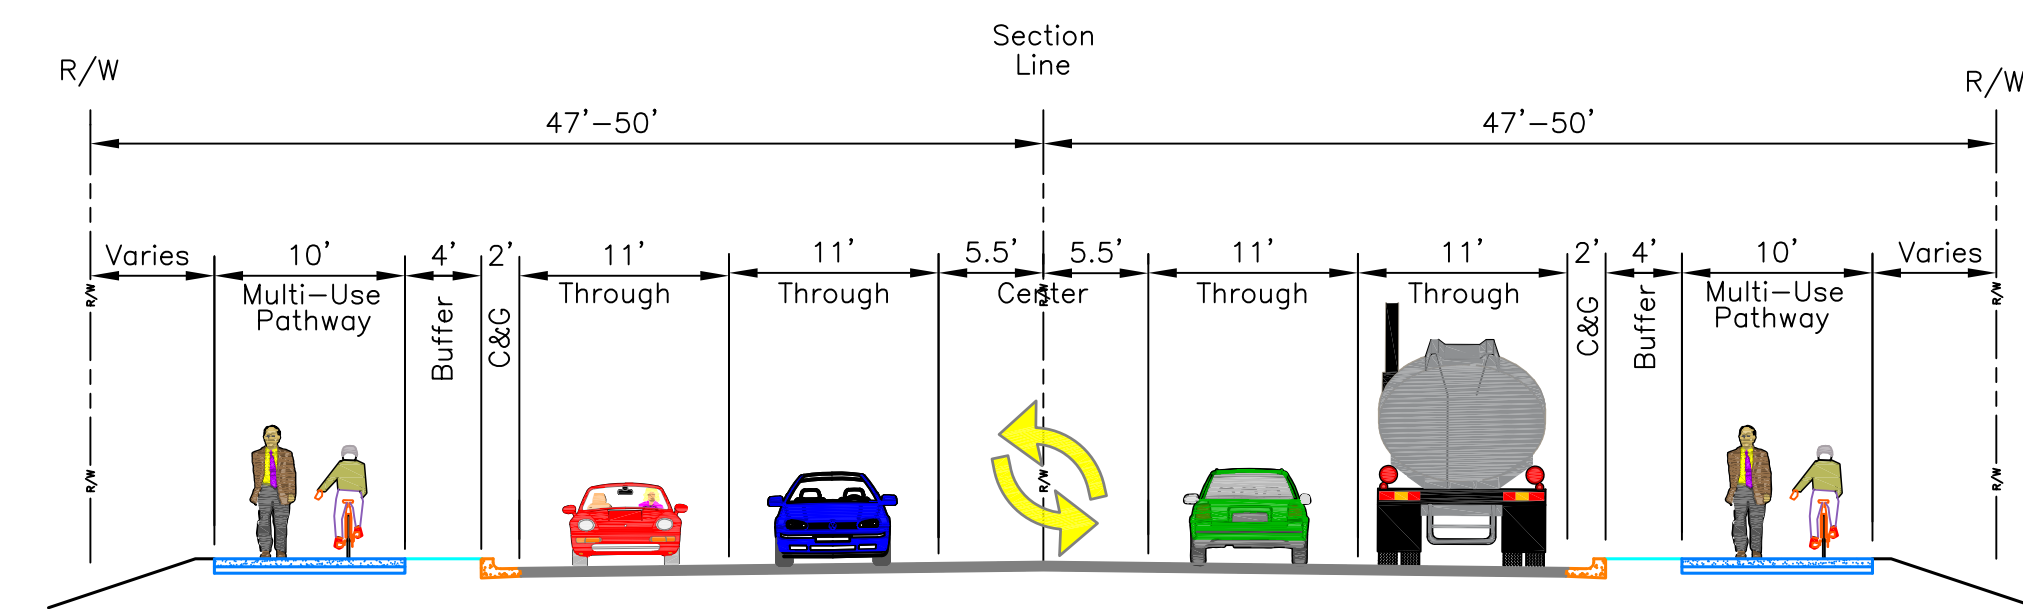 Section
Line
R/W
R/W
47'-50'
47'-50'
Varies
10'
4'
2'
11'
11'
5.5'
5.5'
11'
11'
2'
4'
10'
Varies
Multi-Use
Pathway
Buffer
C&G
Through
Through
Center
Through
Through
C&G
Buffer
Multi-Use
Pathway
R/W
R/W
R/W
R/W
R/W
R/W